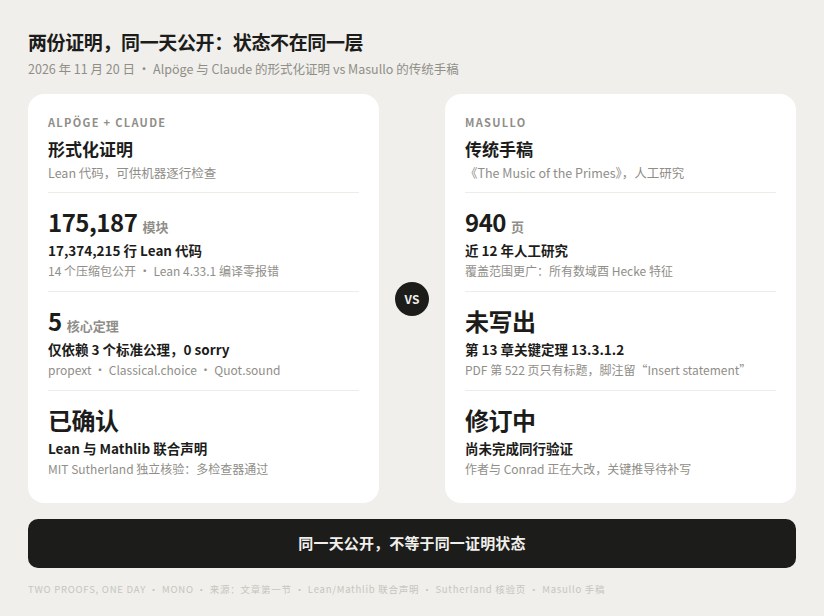 两份证明，同一天公开：状态不在同一层
2026 年 11 月 20 日 · Alpöge 与 Claude 的形式化证明 vs Masullo 的传统手稿
ALPÖGE + CLAUDE
形式化证明
Lean 代码，可供机器逐行检查
175,187 模块
17,374,215 行 Lean 代码
14 个压缩包公开 · Lean 4.33.1 编译零报错
5 核心定理
仅依赖 3 个标准公理，0 sorry
propext · Classical.choice · Quot.sound
已确认
Lean 与 Mathlib 联合声明
MIT Sutherland 独立核验：多检查器通过
VS
MASULLO
传统手稿
《The Music of the Primes》，人工研究
940 页
近 12 年人工研究
覆盖范围更广：所有数域酉 Hecke 特征
未写出
第 13 章关键定理 13.3.1.2
PDF 第 522 页只有标题，脚注留“Insert statement”
修订中
尚未完成同行验证
作者与 Conrad 正在大改，关键推导待补写
同一天公开，不等于同一证明状态
TWO PROOFS, ONE DAY · MONO · 来源：文章第一节 · Lean/Mathlib 联合声明 · Sutherland 核验页 · Masullo 手稿